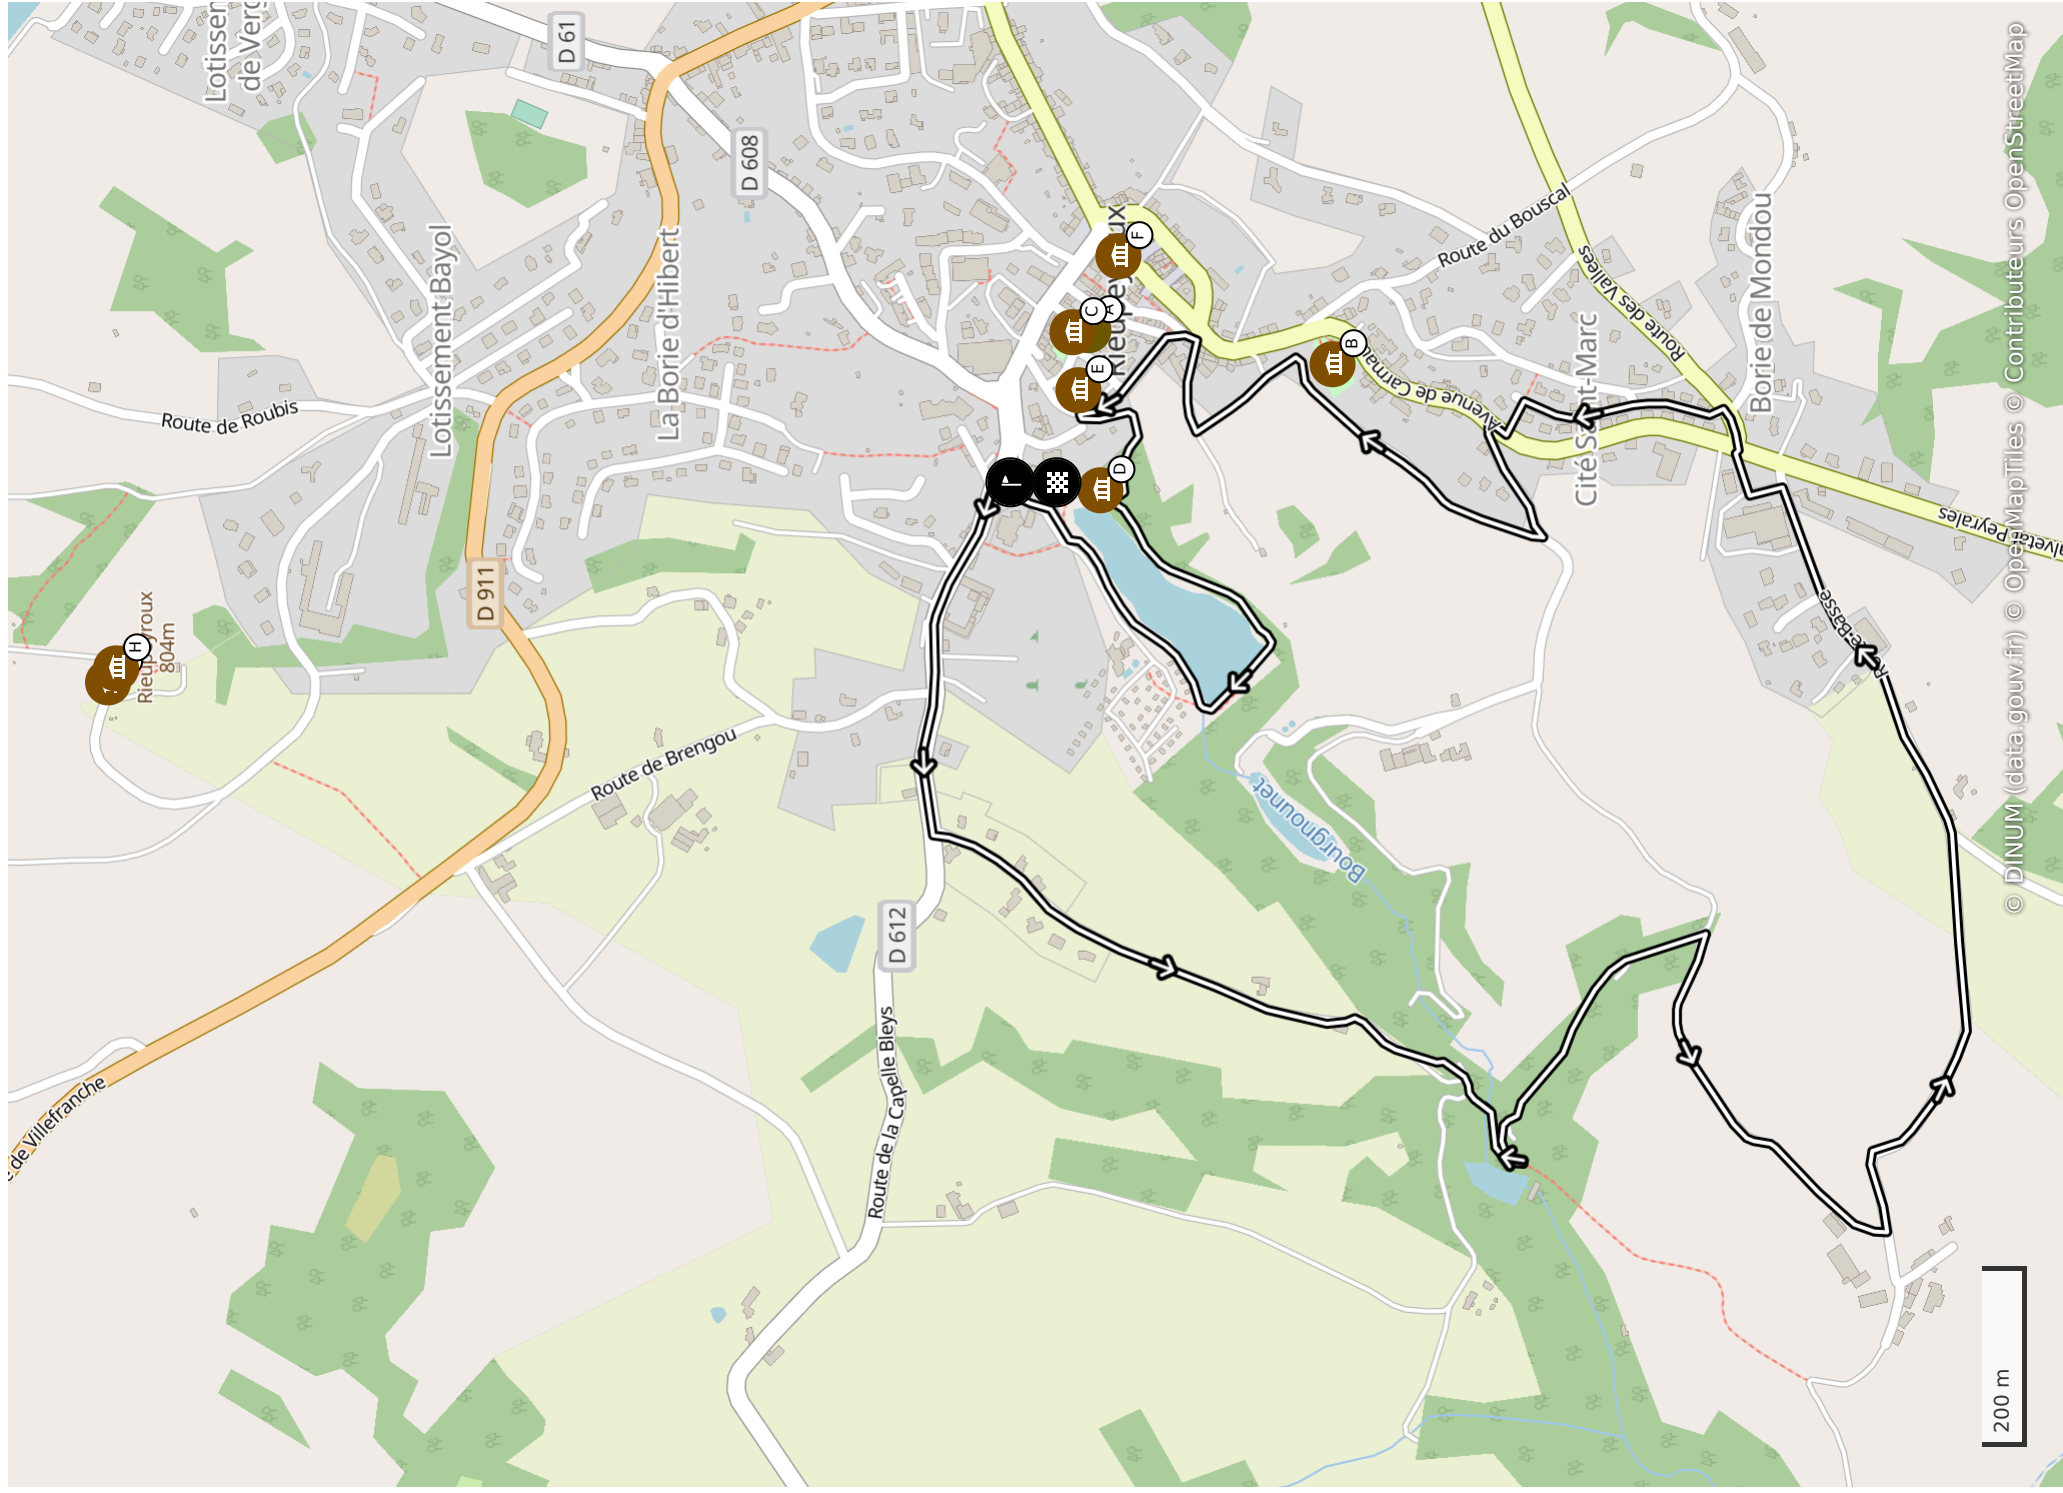 Lotissem
de Verg
D 61
D 608
Lotissement Bayol
La Borie d'Hibert
Route de Roubis
D 911
Rieupeyroux
804m
H
Route de Brengou
D 612
Route de la Capelle Bleys
e de Villefranche
F
C
A
E
D
B
Avenue de Carmaux
Route du Bouscal
Route des Vallées
Cité Saint-Marc
Borie de Mondou
Bourgnounet
200 m
© DINUM (data.gouv.fr) © OpenMapTiles © Contributeurs OpenStreetMap